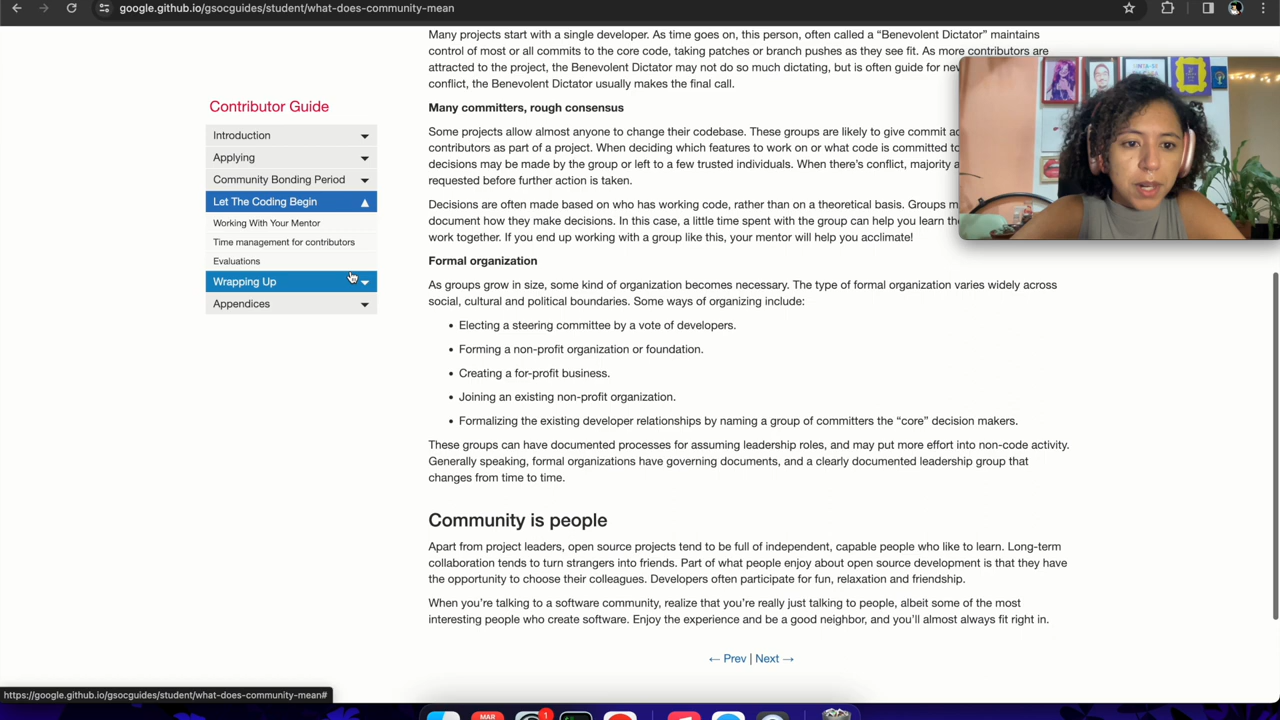 google.github.io/gsocguides/student/what-does-community-mean
Many projects start with a single developer. As time goes on, this person, often called a “Benevolent Dictator” maintains
control of most or all commits to the core code, taking patches or branch pushes as they see fit. As more contributors are
attracted to the project, the Benevolent Dictator may not do so much dictating, but is often guide for new
conflict, the Benevolent Dictator usually makes the final call.
Contributor Guide
Introduction
Applying
Community Bonding Period
Let The Coding Begin
Working With Your Mentor
Time management for contributors
Evaluations
Wrapping Up
Appendices
Many committers, rough consensus
Some projects allow almost anyone to change their codebase. These groups are likely to give commit
contributors as part of a project. When deciding which features to work on or what code is committed
decisions may be made by the group or left to a few trusted individuals. When there’s conflict, majority
requested before further action is taken.
Decisions are often made based on who has working code, rather than on a theoretical basis. Groups
document how they make decisions. In this case, a little time spent with the group can help you learn
work together. If you end up working with a group like this, your mentor will help you acclimate!
Formal organization
As groups grow in size, some kind of organization becomes necessary. The type of formal organization varies widely across
social, cultural and political boundaries. Some ways of organizing include:
• Electing a steering committee by a vote of developers.
• Forming a non-profit organization or foundation.
• Creating a for-profit business.
• Joining an existing non-profit organization.
• Formalizing the existing developer relationships by naming a group of committers the “core” decision makers.
These groups can have documented processes for assuming leadership roles, and may put more effort into non-code activity.
Generally speaking, formal organizations have governing documents, and a clearly documented leadership group that
changes from time to time.
Community is people
Apart from project leaders, open source projects tend to be full of independent, capable people who like to learn. Long-term
collaboration tends to turn strangers into friends. Part of what people enjoy about open source development is that they have
the opportunity to choose their colleagues. Developers often participate for fun, relaxation and friendship.
When you’re talking to a software community, realize that you’re really just talking to people, albeit some of the most
interesting people who create software. Enjoy the experience and be a good neighbor, and you’ll almost always fit right in.
← Prev | Next →
https://google.github.io/gsocguides/student/what-does-community-mean#
MAR
1